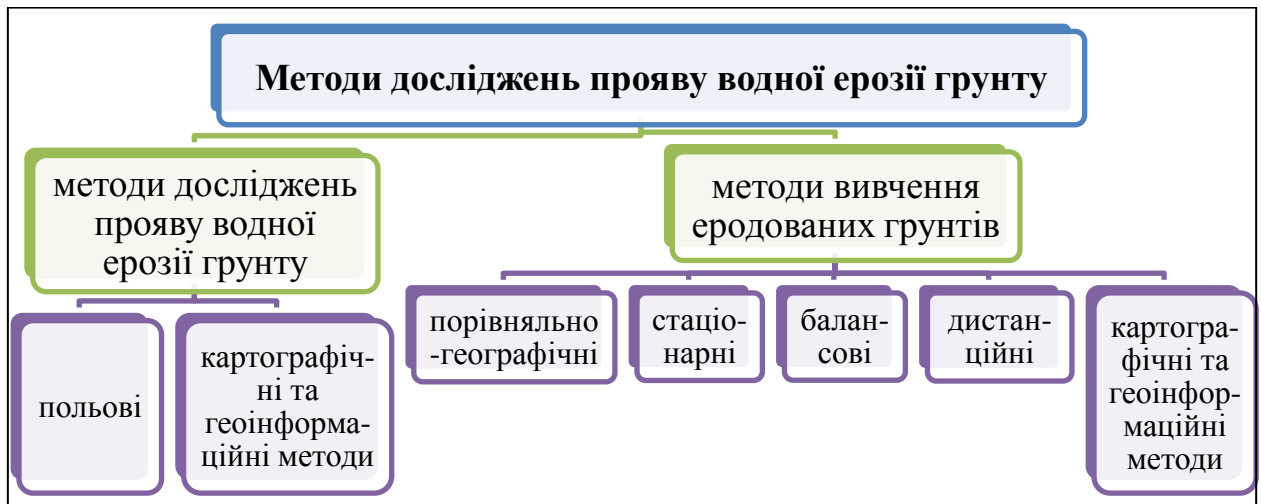 Методи досліджень прояву водної ерозії грунту
методи досліджень
прояву водної
ерозії грунту
методи вивчення
еродованих грунтів
польові
картографіч-
ні та
геоінформа-
ційні методи
порівняльно
-географічні
стаціо-
нарні
балан-
сові
дистан-
ційні
картогра-
фічні та
геоінфор-
маційні
методи